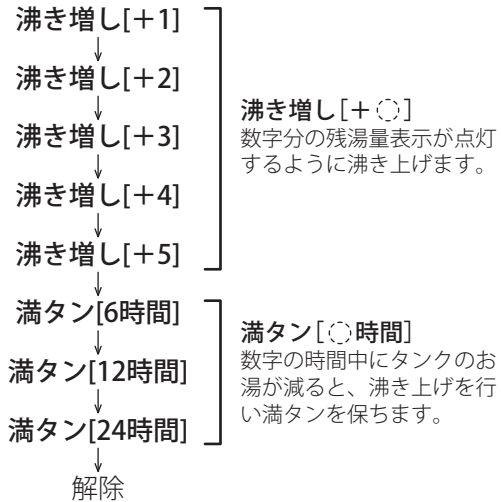 沸き増し[＋1]
↓
沸き増し[＋2]
↓
沸き増し[＋3]
↓
沸き増し[＋4]
↓
沸き増し[＋5]
↓
満タン[6時間]
↓
満タン[12時間]
↓
満タン[24時間]
↓
解除
沸き増し[＋◌]
数字分の残湯量表示が点灯
するように沸き上げます。
満タン[◌時間]
数字の時間中にタンクのお
湯が減ると、沸き上げを行
い満タンを保ちます。